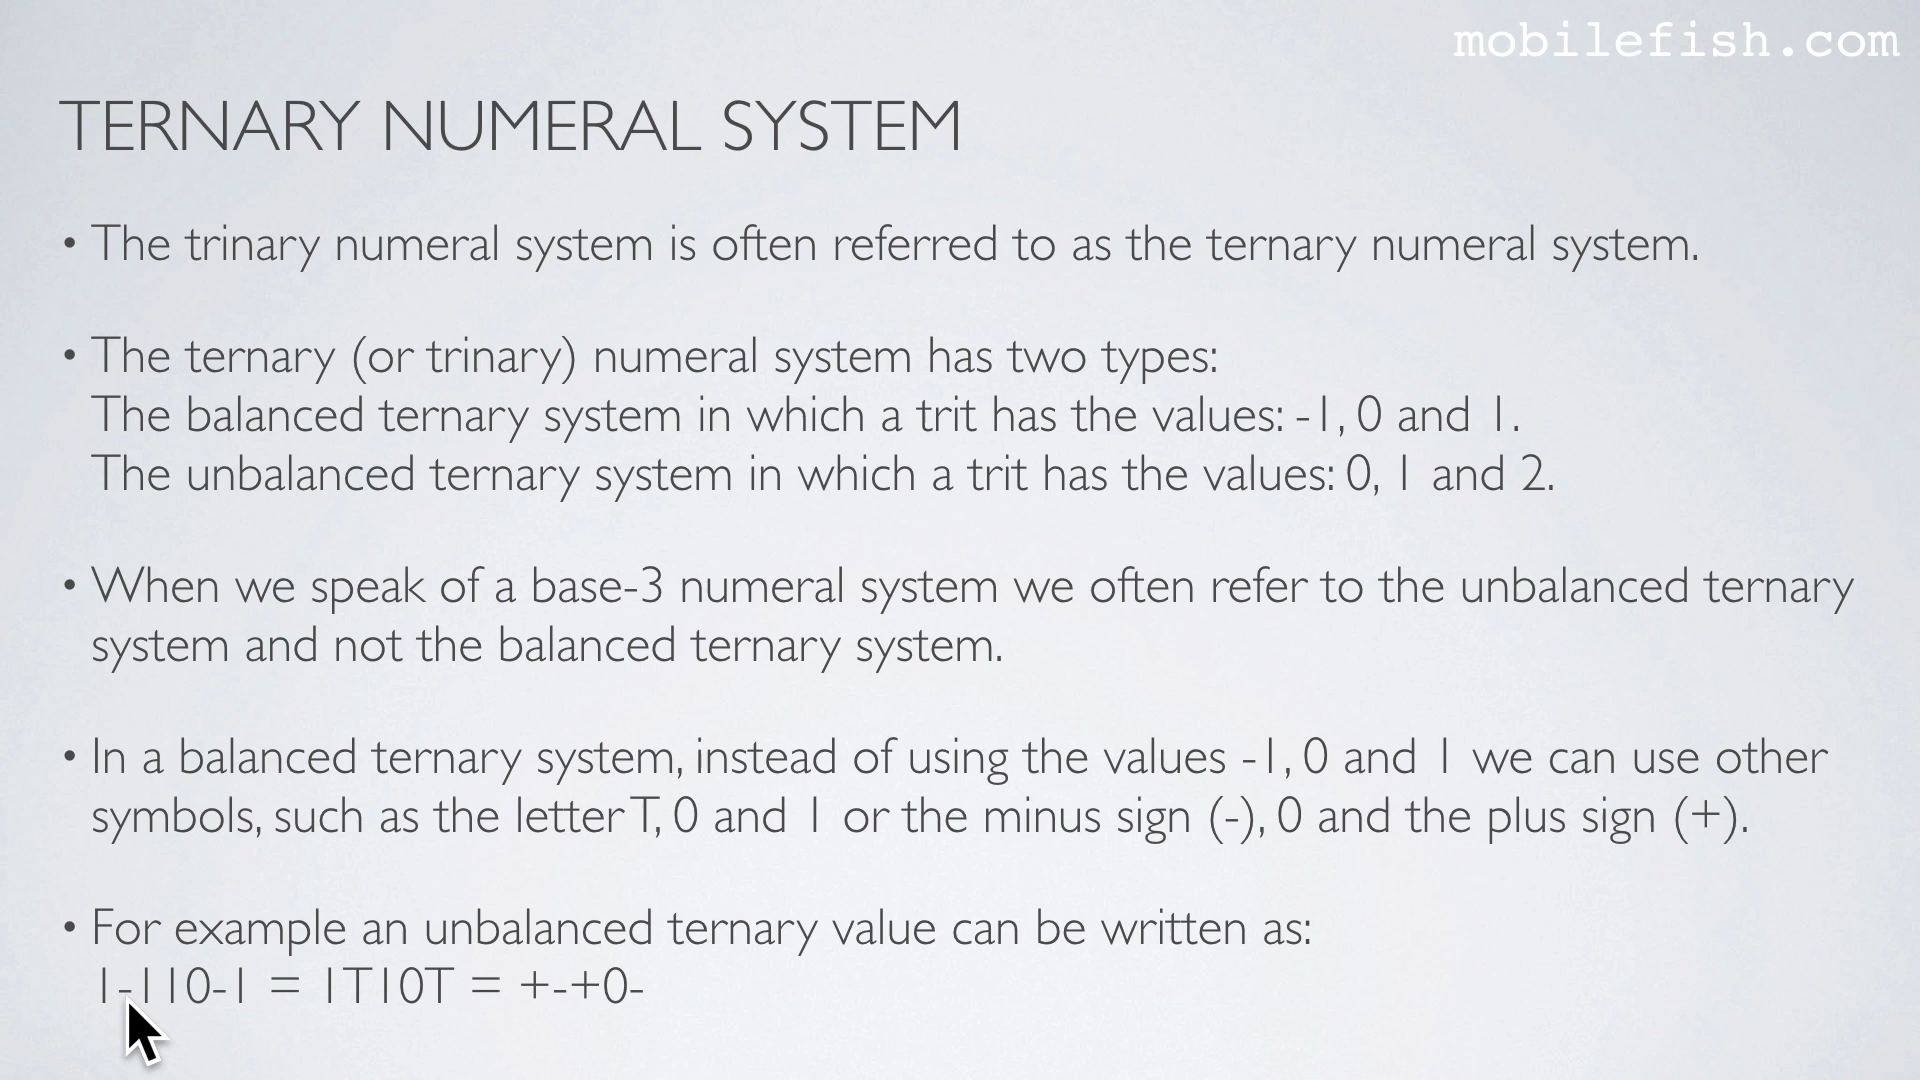 mobilefish.com
TERNARY NUMERAL SYSTEM
• The trinary numeral system is often referred to as the ternary numeral system.
• The ternary (or trinary) numeral system has two types:
The balanced ternary system in which a trit has the values: -1, 0 and 1.
The unbalanced ternary system in which a trit has the values: 0, 1 and 2.
• When we speak of a base-3 numeral system we often refer to the unbalanced ternary
system and not the balanced ternary system.
• In a balanced ternary system, instead of using the values -1, 0 and 1 we can use other
symbols, such as the letter T, 0 and 1 or the minus sign (-), 0 and the plus sign (+).
• For example an unbalanced ternary value can be written as:
1-110-1 = 1T10T = +-+0-